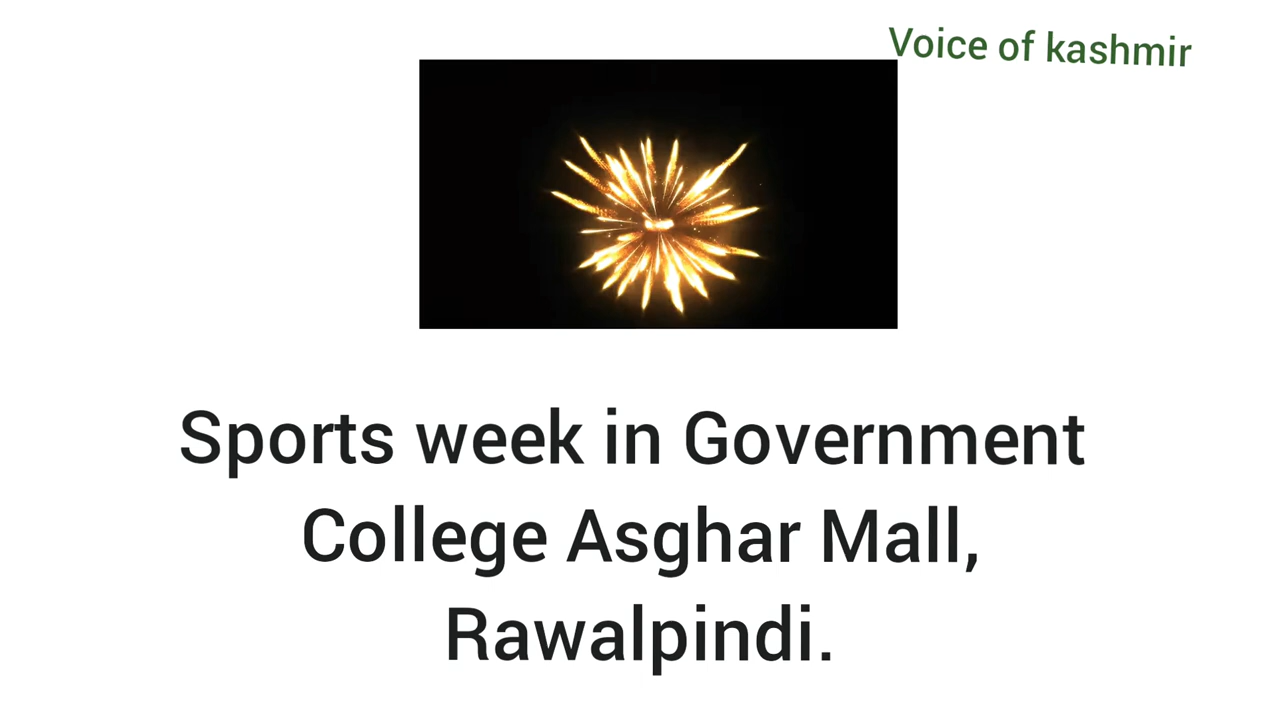 Voice of kashmir
Sports week in Government
College Asghar Mall,
Rawalpindi.